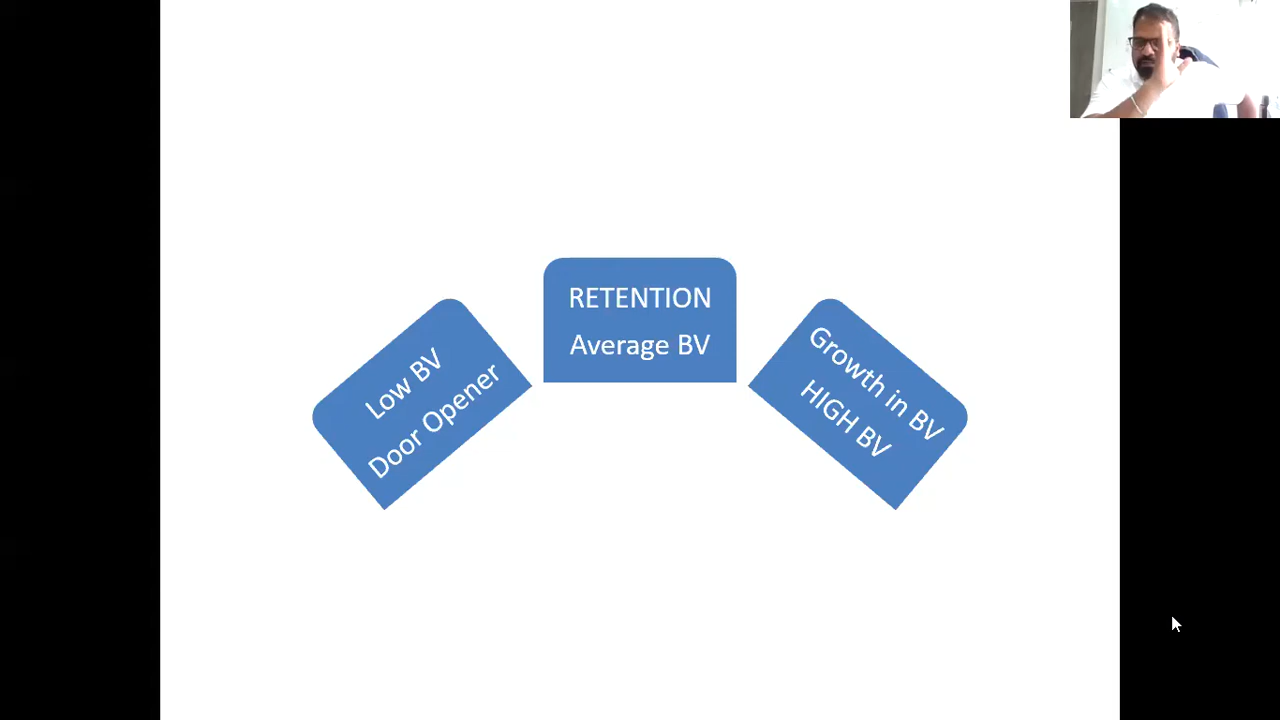 Low BV
Door Opener
RETENTION
Average BV
Growth in BV
HIGH BV